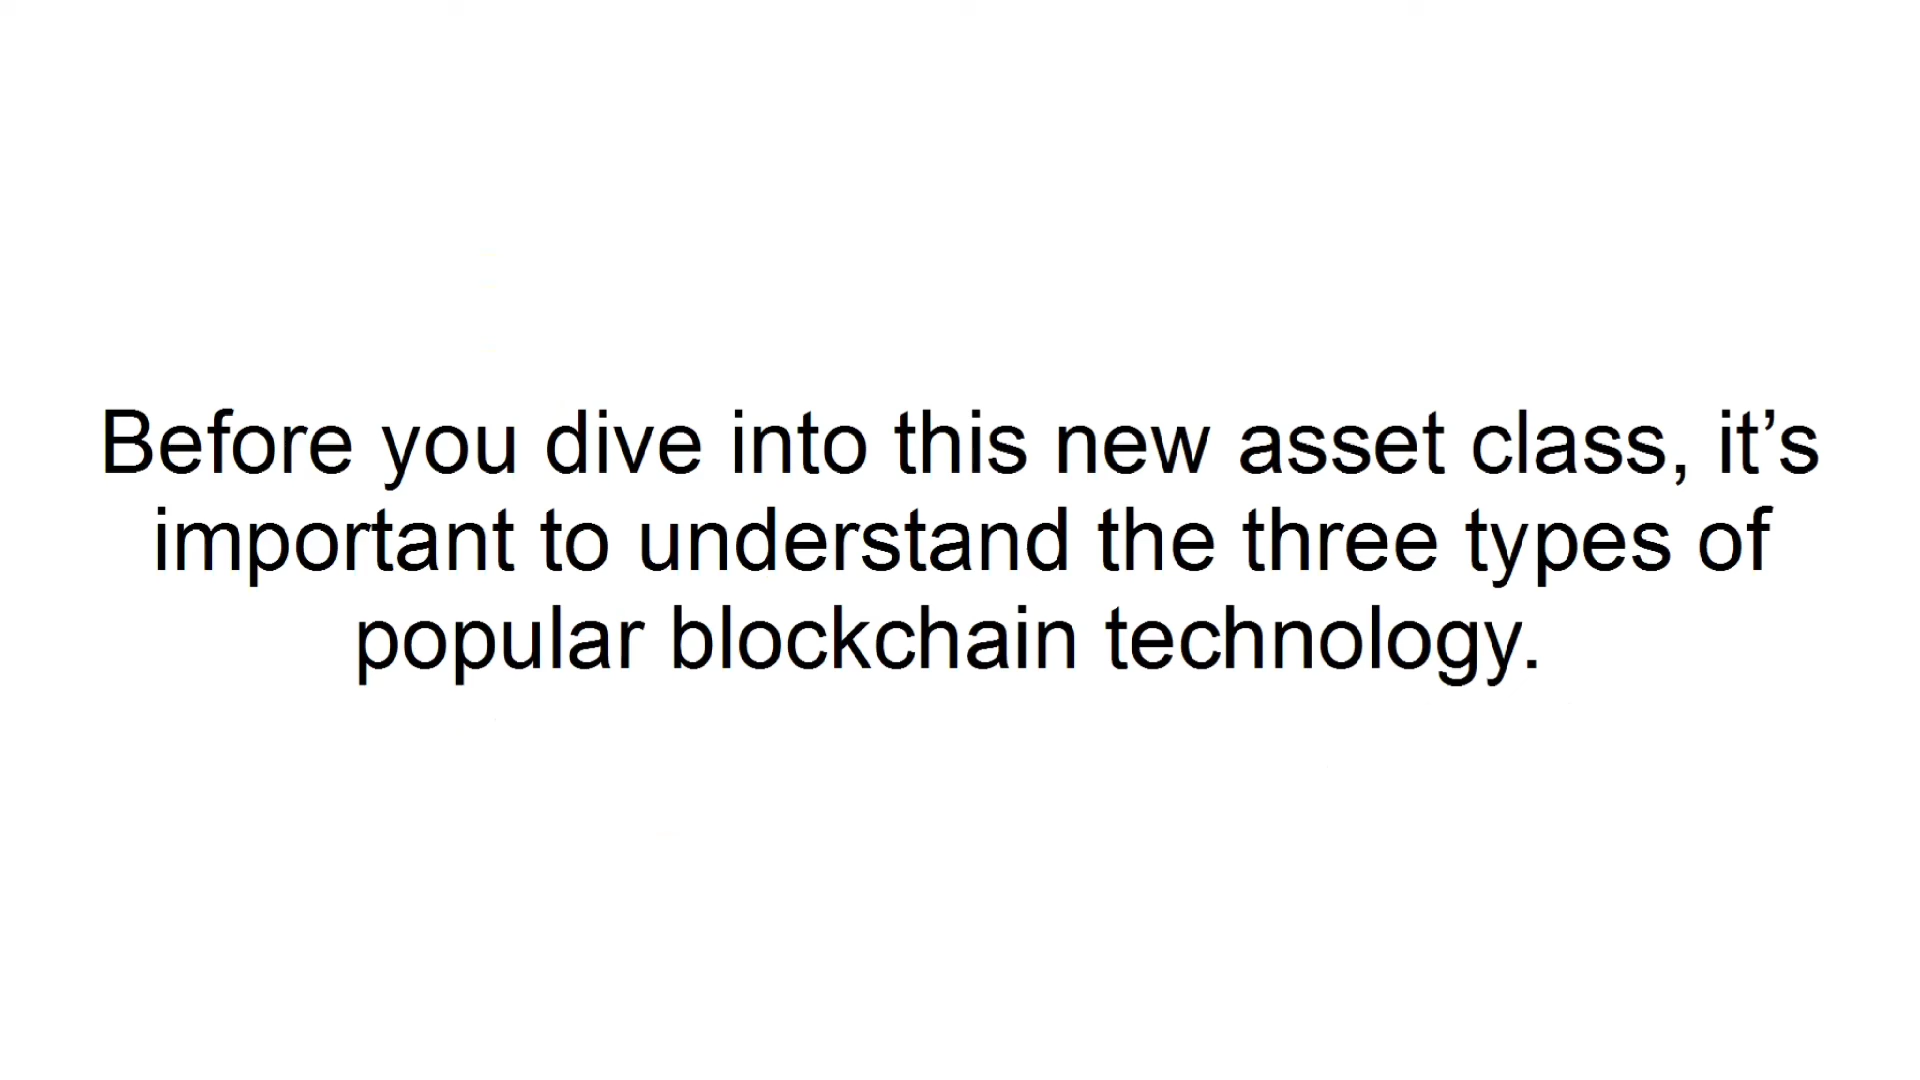 Before you dive into this new asset class, it’s
important to understand the three types of
popular blockchain technology.